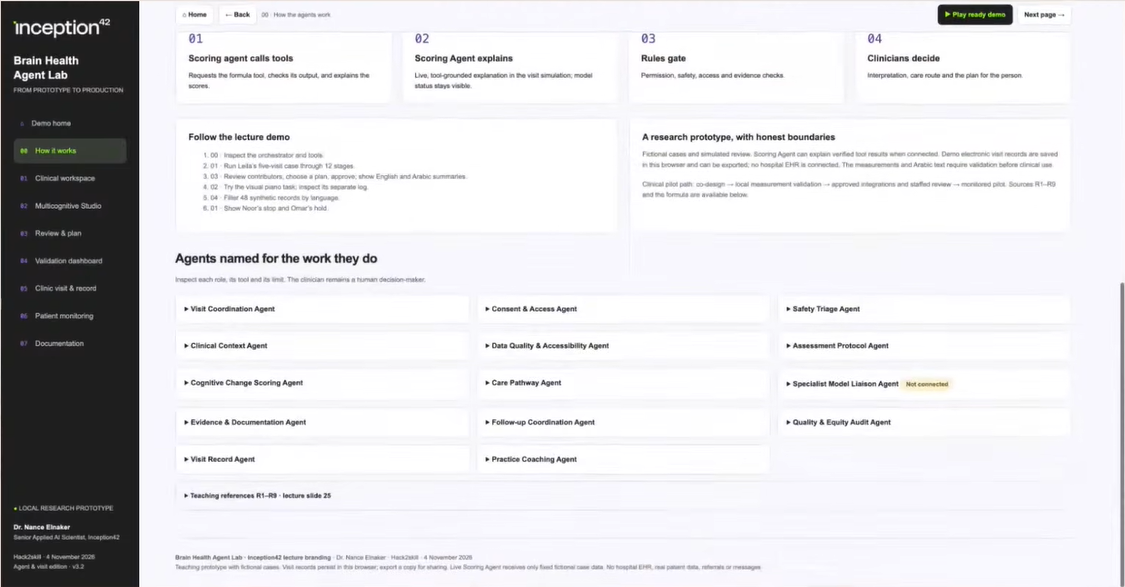 inception42
Brain Health
Agent Lab
FROM PROTOTYPE TO PRODUCTION
Demo home
00 How it works
01 Clinical workspace
02 Multicognitive Studio
03 Review & plan
04 Validation dashboard
05 Clinic visit & record
06 Patient monitoring
07 Documentation
LOCAL RESEARCH PROTOTYPE
Dr. Nance Elnaker
Senior Applied AI Scientist, Inception42
Hack2skill · 4 November 2026
Agent & visit edition · v3.2
⌂ Home
← Back
00 · How the agents work
▶ Play ready demo
Next page →
01
Scoring agent calls tools
Requests the formula tool, checks its output, and explains the
scores.
02
Scoring Agent explains
Live, tool-grounded explanation in the visit simulation; model
status stays visible.
03
Rules gate
Permission, safety, access and evidence checks.
04
Clinicians decide
Interpretation, care route and the plan for the person.
Follow the lecture demo
1. 00 · Inspect the orchestrator and tools.
2. 01 · Run Leila's five-visit case through 12 stages.
3. 03 · Review contributors, choose a plan, approve; show English and Arabic summaries.
4. 02 · Try the visual piano task; inspect its separate log.
5. 04 · Filter 48 synthetic records by language.
6. 01 · Show Noor's stop and Omar's hold.
A research prototype, with honest boundaries
Fictional cases and simulated review. Scoring Agent can explain verified tool results when connected. Demo electronic visit records are saved
in this browser and can be exported; no hospital EHR is connected. The measurements and Arabic text require validation before clinical use.
Clinical pilot path: co-design → local measurement validation → approved integrations and staffed review → monitored pilot. Sources R1–R9
and the formula are available below.
Agents named for the work they do
Inspect each role, its tool and its limit. The clinician remains a human decision-maker.
▶ Visit Coordination Agent
▶ Consent & Access Agent
▶ Safety Triage Agent
▶ Clinical Context Agent
▶ Data Quality & Accessibility Agent
▶ Assessment Protocol Agent
▶ Cognitive Change Scoring Agent
▶ Care Pathway Agent
▶ Specialist Model Liaison Agent Not connected
▶ Evidence & Documentation Agent
▶ Follow-up Coordination Agent
▶ Quality & Equity Audit Agent
▶ Visit Record Agent
▶ Practice Coaching Agent
▶ Teaching references R1–R9 · lecture slide 25
Brain Health Agent Lab · Inception42 lecture branding · Dr. Nance Elnaker · Hack2skill · 4 November 2026
Teaching prototype with fictional cases. Visit records persist in this browser; export a copy for sharing. Live Scoring Agent receives only fixed fictional case data. No hospital EHR, real patient data, referrals or messages.